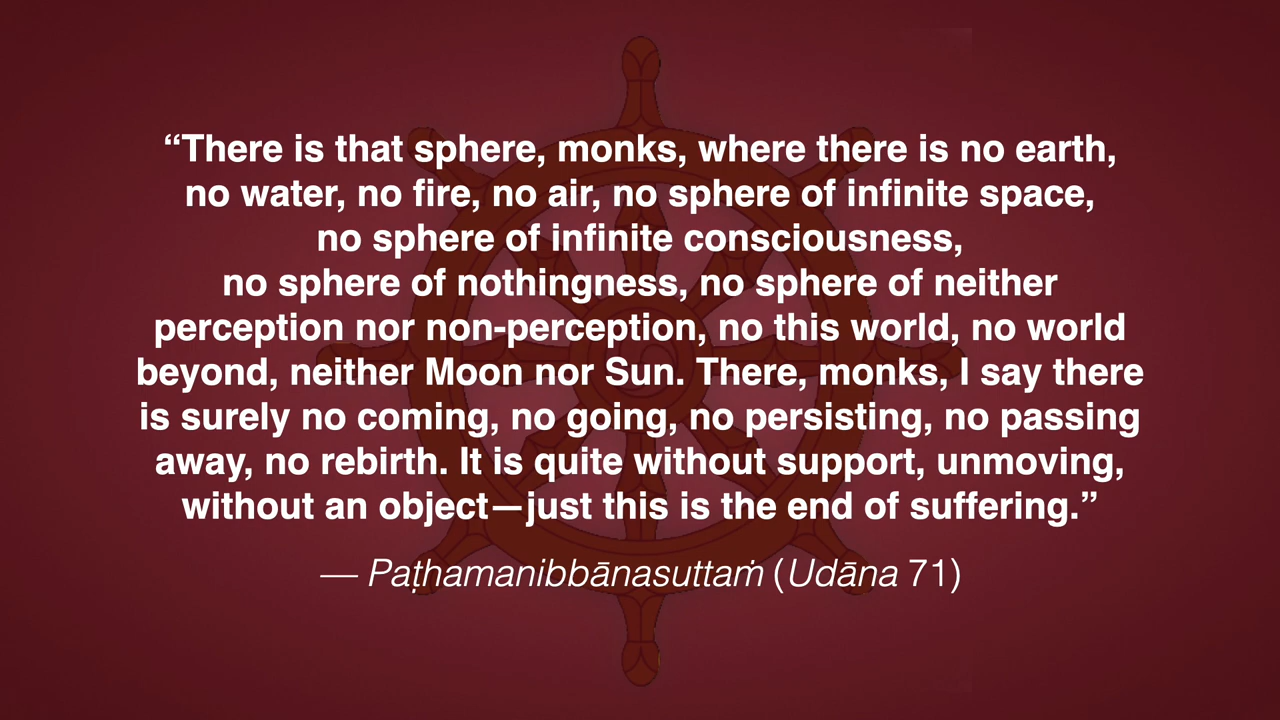 “There is that sphere, monks, where there is no earth,
no water, no fire, no air, no sphere of infinite space,
no sphere of infinite consciousness,
no sphere of nothingness, no sphere of neither
perception nor non-perception, no this world, no world
beyond, neither Moon nor Sun. There, monks, I say there
is surely no coming, no going, no persisting, no passing
away, no rebirth. It is quite without support, unmoving,
without an object—just this is the end of suffering.”
— Paṭhamanibbānasuttaṁ (Udāna 71)